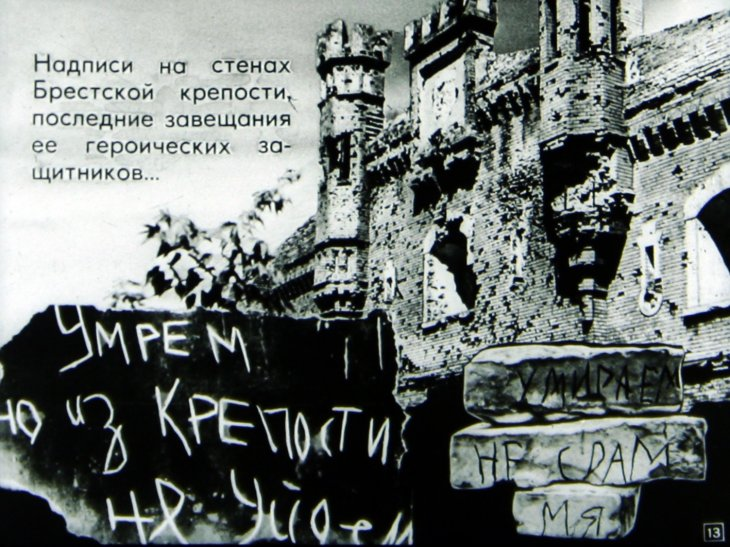 Надписи на стенах
Брестской крепости,
последние завещания
ее героических за-
щитников...
УМРЕМ
но из КРЕПОСТИ
не Уйдем
УМИРАЕМ
НЕ СРАМ
МЯ
13